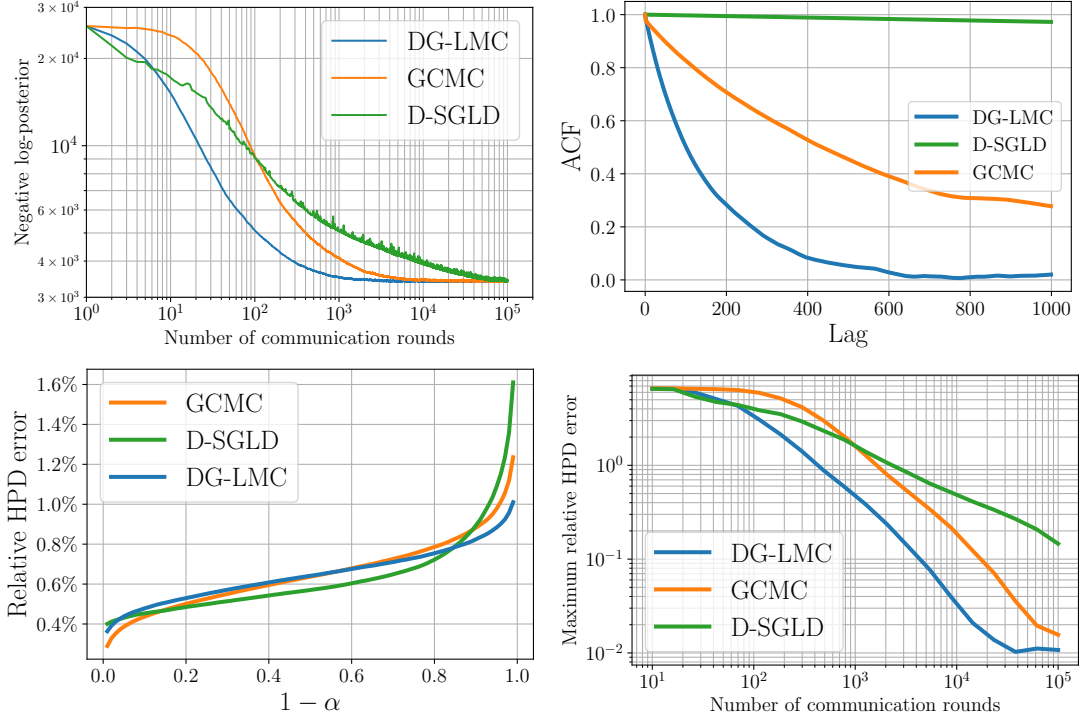 3 × 10⁴
2 × 10⁴
10⁴
6 × 10³
4 × 10³
3 × 10³
Negative log-posterior
DG-LMC
GCMC
D-SGLD
10⁰ 10¹ 10² 10³ 10⁴ 10⁵
Number of communication rounds
1.0
0.8
0.6
0.4
0.2
0.0
ACF
DG-LMC
D-SGLD
GCMC
0 200 400 600 800 1000
Lag
1.6%
1.4%
1.2%
1.0%
0.8%
0.6%
0.4%
Relative HPD error
GCMC
D-SGLD
DG-LMC
0.0 0.2 0.4 0.6 0.8 1.0
1 − α
10⁰
10⁻¹
10⁻²
Maximum relative HPD error
DG-LMC
GCMC
D-SGLD
10¹ 10² 10³ 10⁴ 10⁵
Number of communication rounds